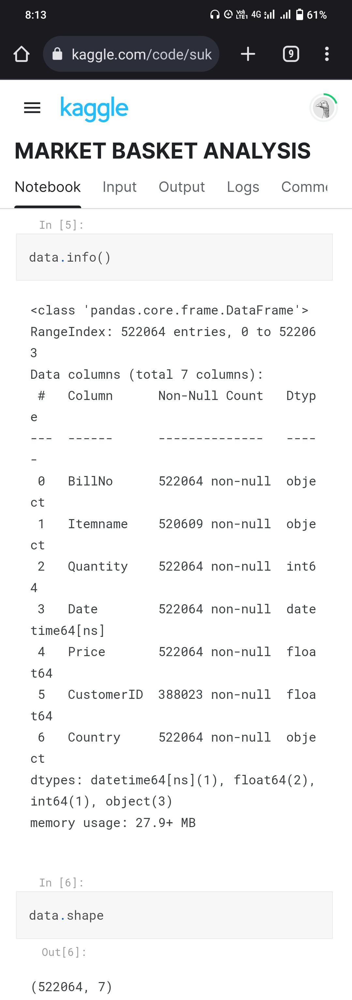 8:13
Vo)) LTE1 4G 61%
kaggle.com/code/suk
9
kaggle
MARKET BASKET ANALYSIS
Notebook Input Output Logs Comme
In [5]:
data.info()
<class 'pandas.core.frame.DataFrame'>
RangeIndex: 522064 entries, 0 to 52206
3
Data columns (total 7 columns):
#   Column      Non-Null Count   Dtyp
e
---  ------      --------------   ----
-
0   BillNo      522064 non-null  obje
ct
1   Itemname    520609 non-null  obje
ct
2   Quantity    522064 non-null  int6
4
3   Date        522064 non-null  date
time64[ns]
4   Price       522064 non-null  floa
t64
5   CustomerID  388023 non-null  floa
t64
6   Country     522064 non-null  obje
ct
dtypes: datetime64[ns](1), float64(2),
int64(1), object(3)
memory usage: 27.9+ MB
In [6]:
data.shape
Out[6]:
(522064, 7)